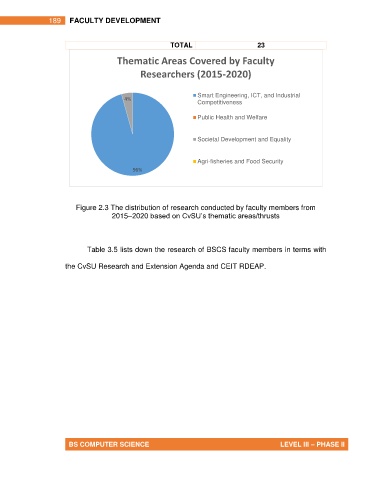 189 FACULTY DEVELOPMENT
TOTAL 23
Thematic Areas Covered by Faculty
Researchers (2015-2020)
4%
Smart Engineering, ICT, and Industrial
Competitiveness
Public Health and Welfare
Societal Development and Equality
Agri-fisheries and Food Security
96%
Figure 2.3 The distribution of research conducted by faculty members from
2015–2020 based on CvSU's thematic areas/thrusts
Table 3.5 lists down the research of BSCS faculty members in terms with
the CvSU Research and Extension Agenda and CEIT RDEAP.
BS COMPUTER SCIENCE LEVEL III – PHASE II